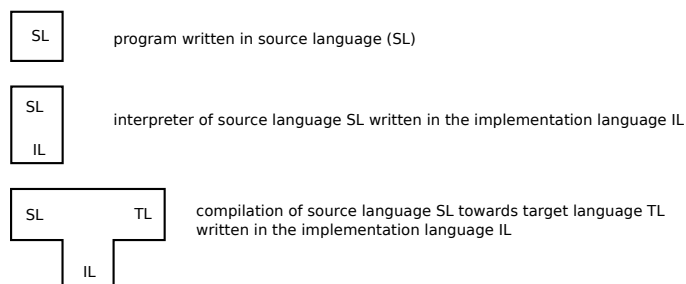 SL
program written in source language (SL)
SL
interpreter of source language SL written in the implementation language IL
IL
SL
TL
compilation of source language SL towards target language TL
written in the implementation language IL
IL